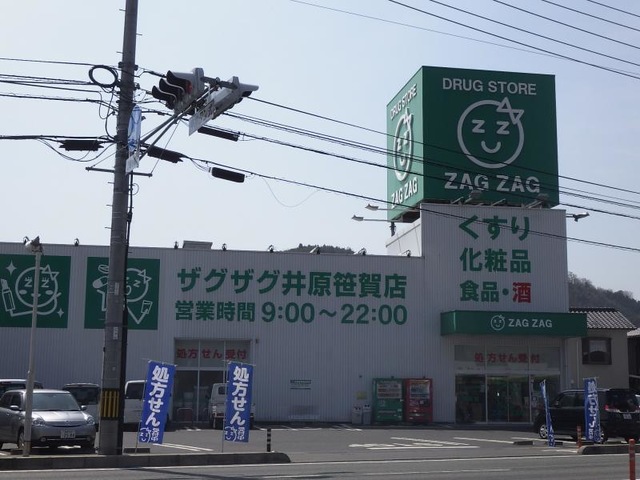 DRUG STORE
ZAG ZAG
DRUG STORE
ZAG ZAG
くすり
化粧品
食品・酒
ZAG ZAG
ザグザグ井原笹賀店
営業時間 9:00～22:00
処方せん受付
処方せん受付
処方せん
処方せん